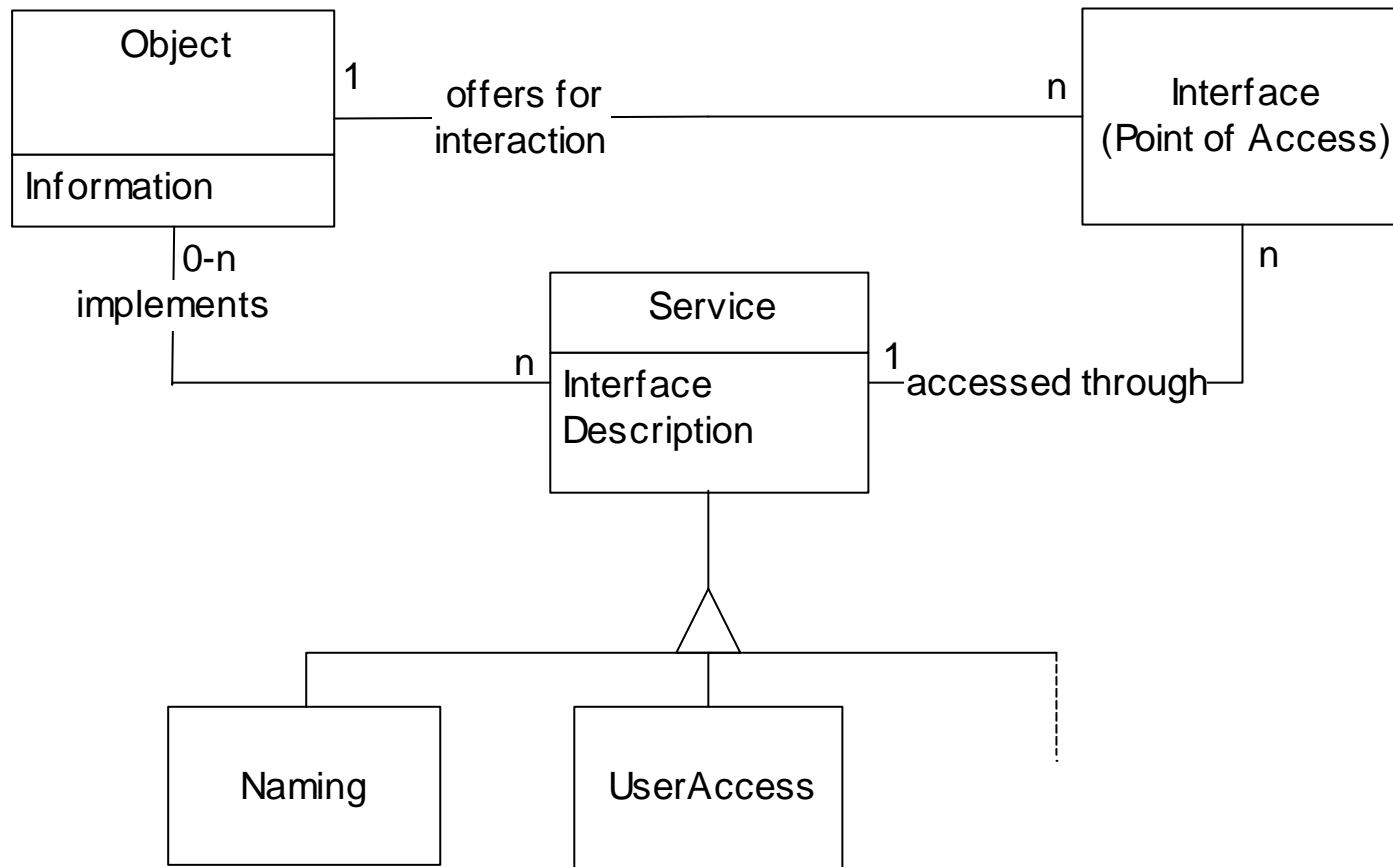 Object
1
offers for
interaction
n
Interface
(Point of Access)
Information
0-n
implements
n
Service
n
1
accessed through
Interface
Description
Naming
UserAccess